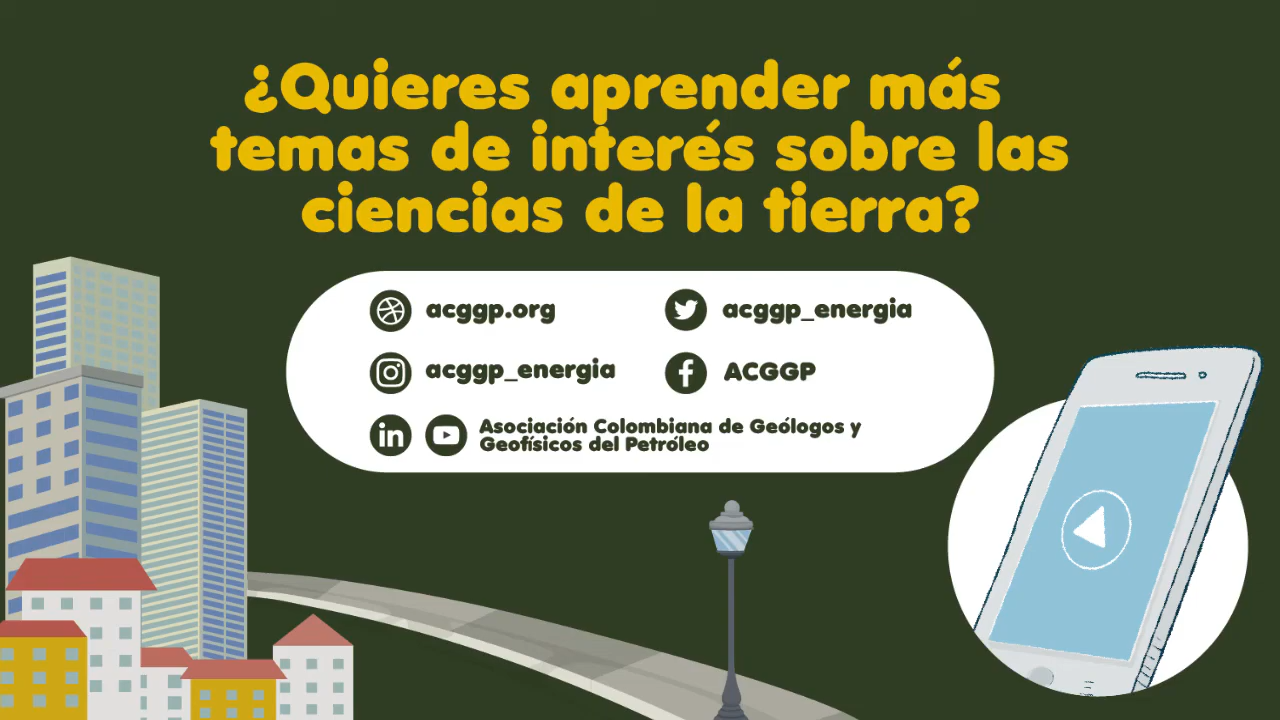 ¿Quieres aprender más
temas de interés sobre las
ciencias de la tierra?
acggp.org
acggp_energia
acggp_energia
ACGGP
in
Asociación Colombiana de Geólogos y
Geofísicos del Petróleo